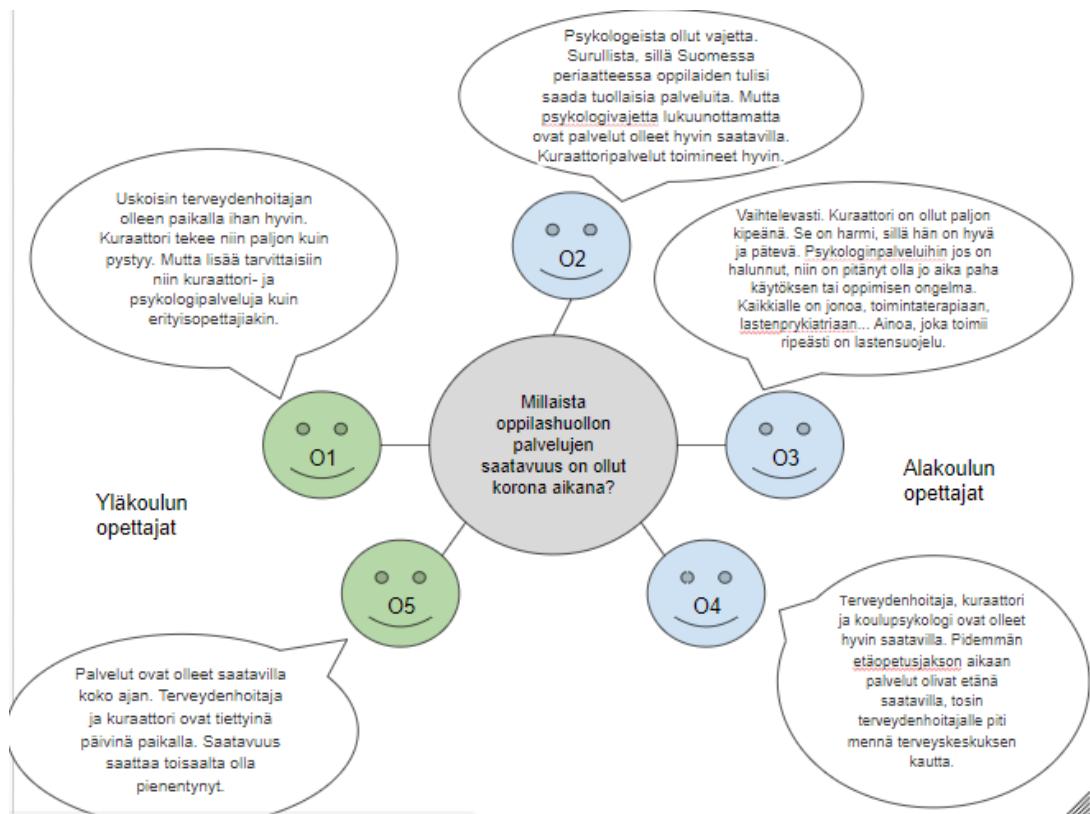 Psykologeista ollut vajetta.
Surullista, sillä Suomessa
periaatteessa oppilaiden tulisi
saada tuollaisia palveluita. Mutta
psykologivajetta lukuunottamatta
ovat palvelut olleet hyvin saatavilla.
Kuraattoripalvelut toimineet hyvin.
Uskoisin terveydenhoitajan
olleen paikalla ihan hyvin.
Kuraattori tekee niin paljon kuin
pystyy. Mutta lisää tarvittaisiin
niin kuraattori- ja
psykologipalveluja kuin
erityisopettajiakin.
O2
Vaihtelevasti. Kuraattori on ollut paljon
kipeänä. Se on harmi, sillä hän on hyvä
ja pätevä. Psykologinpalveluihin jos on
halunnut, niin on pitänyt olla jo aika paha
käytöksen tai oppimisen ongelma.
Kaikkialle on jonoa, toimintaterapiaan,
lastenprykiatriaan... Ainoa, joka toimii
ripeästi on lastensuojelu.
Millaista
oppilashuollon
palvelujen
saatavuus on ollut
korona aikana?
O1
O3
Yläkoulun
opettajat
Alakoulun
opettajat
O5
O4
Terveydenhoitaja, kuraattori
ja koulupsykologi ovat olleet
hyvin saatavilla. Pidemmän
etäopetusjakson aikaan
palvelut olivat etänä
saatavilla, tosin
terveydenhoitajalle piti
mennä terveyskeskuksen
kautta.
Palvelut ovat olleet saatavilla
koko ajan. Terveydenhoitaja
ja kuraattori ovat tiettyinä
päivinä paikalla. Saatavuus
saattaa toisaalta olla
pienentynyt.